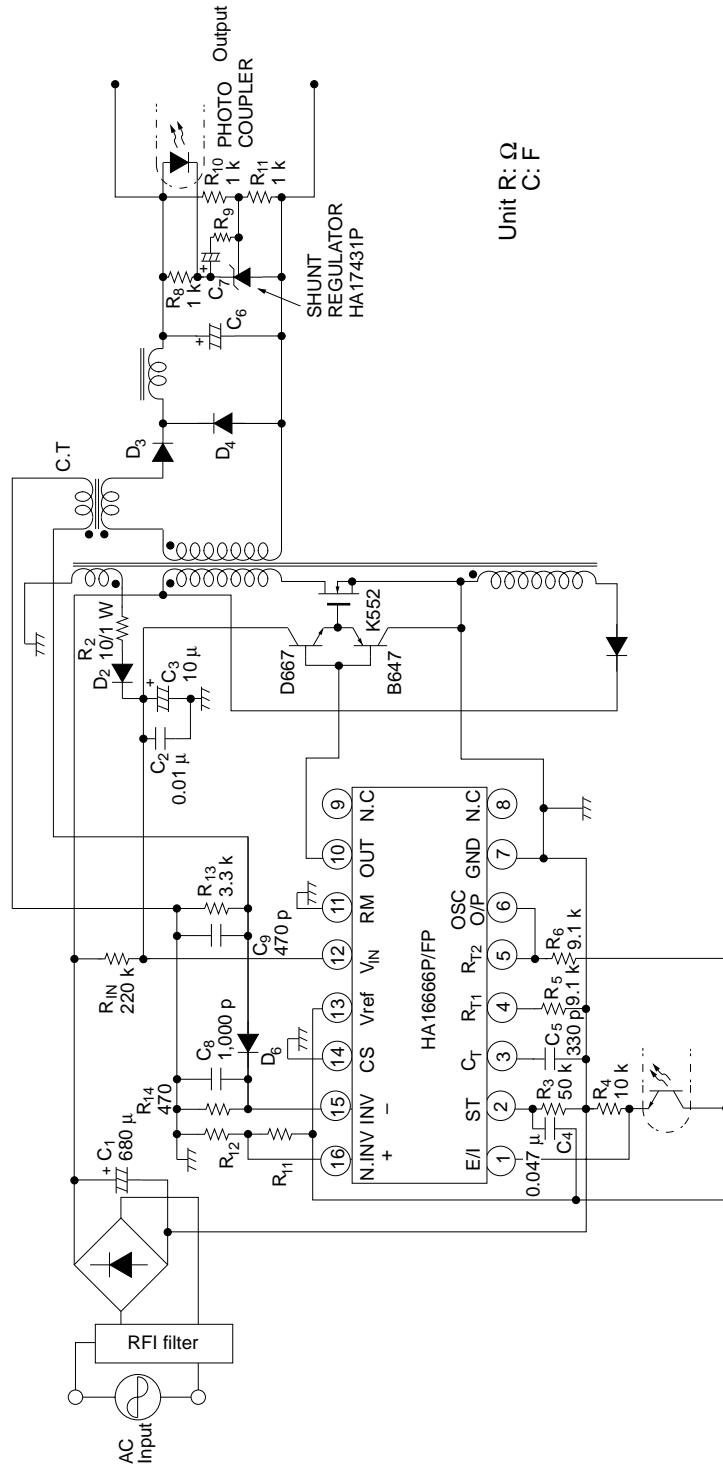 AC
Input
RFI filter
+ C1
680 µ
RIN
220 k
R14
470
C8
1,000 p
D6
C9
470 p
R13
3.3 k
R12
R11
C2
0.01 µ
+ C3
10 µ
D2
R2
10/1 W
C.T
D3
D4
+ C6
R8
1 k
+ C7
R9
R10
1 k
R11
1 k
SHUNT
REGULATOR
HA17431P
PHOTO
COUPLER
Output
D667
B647
K552
16 15 14 13 12 11 10 9
N.INV INV CS Vref VIN RM OUT N.C
+ −
HA16666P/FP
E/I ST CT RT1 RT2 OSC
O/P GND N.C
1 2 3 4 5 6 7 8
0.047 µ
C4
R3
50 k
R4
10 k
C5
330 p
R5
9.1 k
R6
9.1 k
Unit R: Ω
C: F